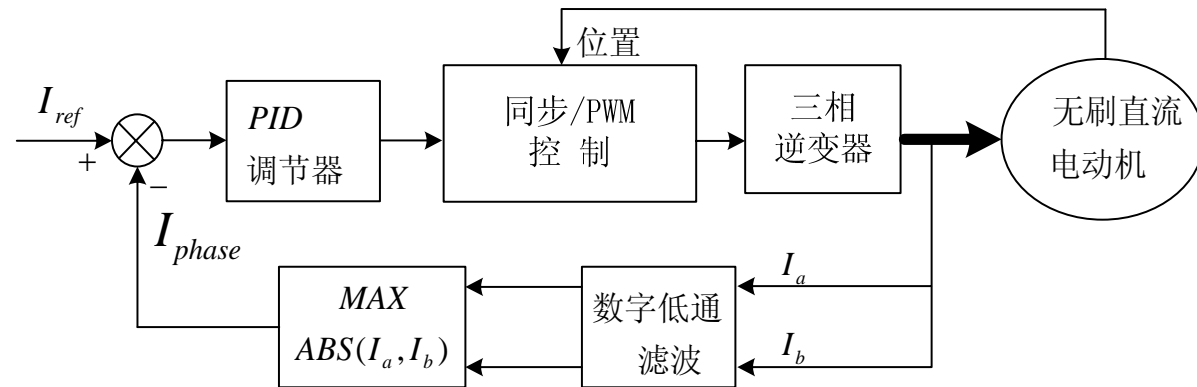 位置
I_ref
+
−
PID
调节器
同步/PWM
控 制
三相
逆变器
无刷直流
电动机
I_phase
MAX
ABS(I_a,I_b)
数字低通
滤波
I_a
I_b